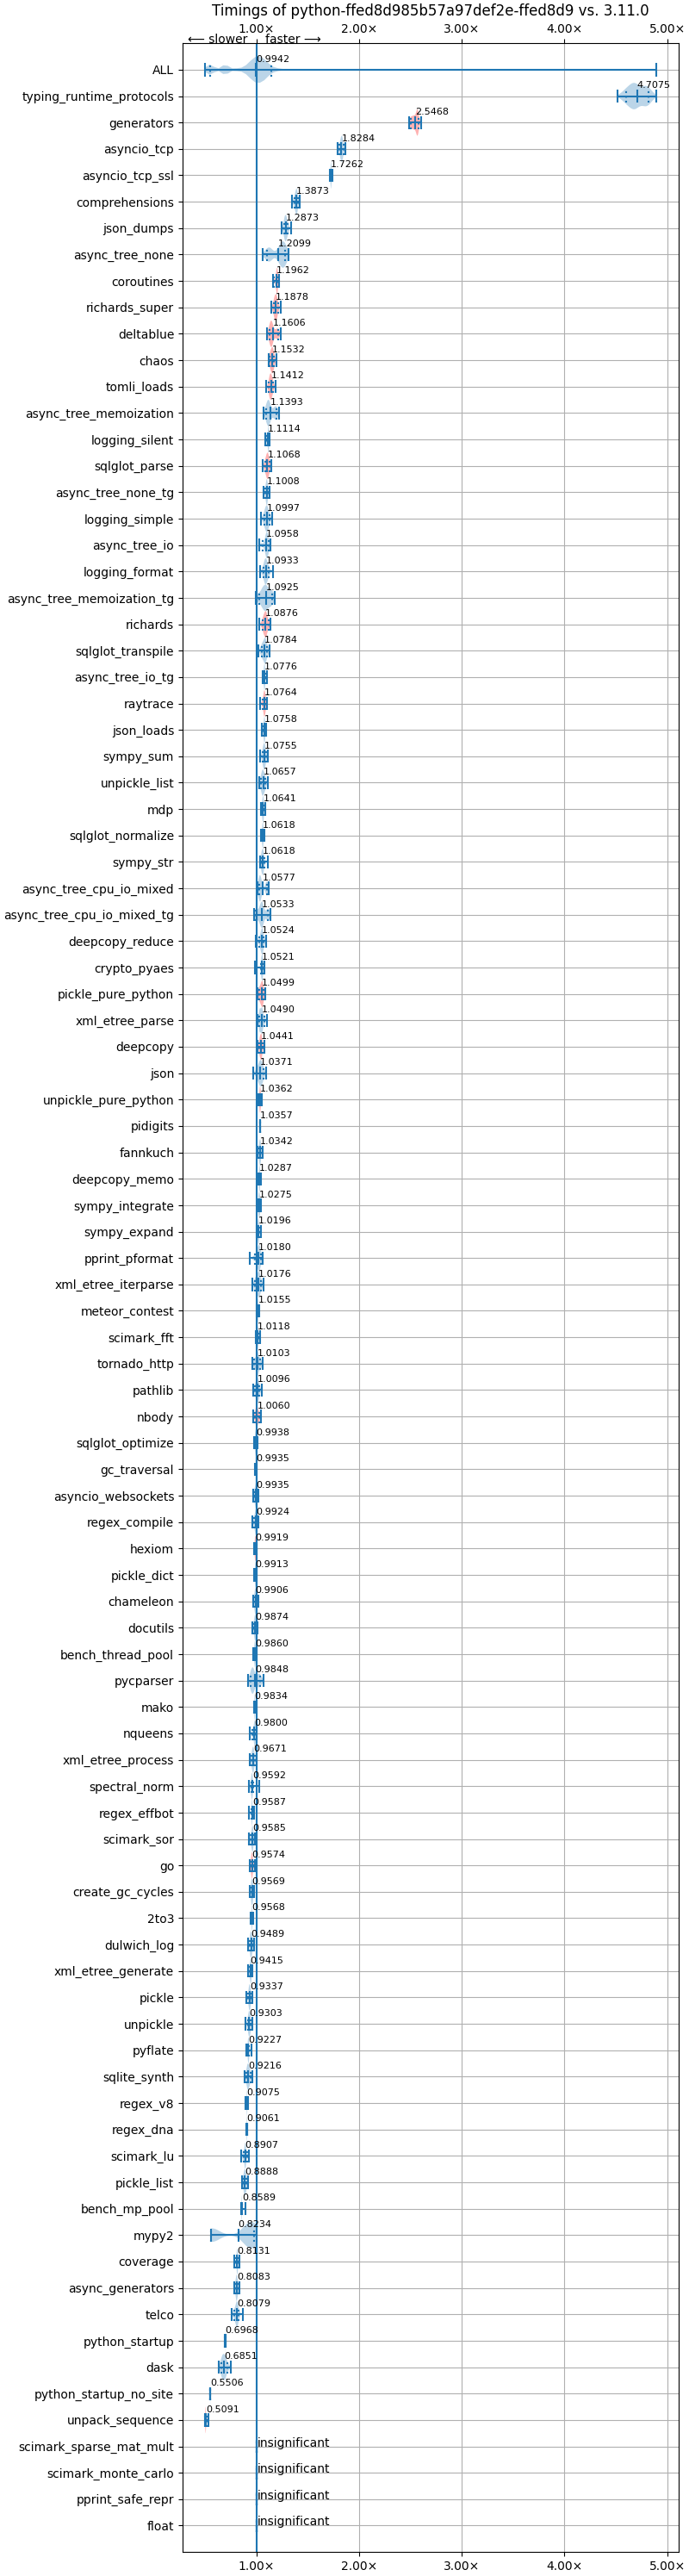 Timings of python-ffed8d985b57a97def2e-ffed8d9 vs. 3.11.0
1.00× 2.00× 3.00× 4.00× 5.00×
⟵ slower faster ⟶
ALL 0.9942
typing_runtime_protocols 4.7075
generators 2.5468
asyncio_tcp 1.8284
asyncio_tcp_ssl 1.7262
comprehensions 1.3873
json_dumps 1.2873
async_tree_none 1.2099
coroutines 1.1962
richards_super 1.1878
deltablue 1.1606
chaos 1.1532
tomli_loads 1.1412
async_tree_memoization 1.1393
logging_silent 1.1114
sqlglot_parse 1.1068
async_tree_none_tg 1.1008
logging_simple 1.0997
async_tree_io 1.0958
logging_format 1.0933
async_tree_memoization_tg 1.0925
richards 1.0876
sqlglot_transpile 1.0784
async_tree_io_tg 1.0776
raytrace 1.0764
json_loads 1.0758
sympy_sum 1.0755
unpickle_list 1.0657
mdp 1.0641
sqlglot_normalize 1.0618
sympy_str 1.0618
async_tree_cpu_io_mixed 1.0577
async_tree_cpu_io_mixed_tg 1.0533
deepcopy_reduce 1.0524
crypto_pyaes 1.0521
pickle_pure_python 1.0499
xml_etree_parse 1.0490
deepcopy 1.0441
json 1.0371
unpickle_pure_python 1.0362
pidigits 1.0357
fannkuch 1.0342
deepcopy_memo 1.0287
sympy_integrate 1.0275
sympy_expand 1.0196
pprint_pformat 1.0180
xml_etree_iterparse 1.0176
meteor_contest 1.0155
scimark_fft 1.0118
tornado_http 1.0103
pathlib 1.0096
nbody 1.0060
sqlglot_optimize 0.9938
gc_traversal 0.9935
asyncio_websockets 0.9935
regex_compile 0.9924
hexiom 0.9919
pickle_dict 0.9913
chameleon 0.9906
docutils 0.9874
bench_thread_pool 0.9860
pycparser 0.9848
mako 0.9834
nqueens 0.9800
xml_etree_process 0.9671
spectral_norm 0.9592
regex_effbot 0.9587
scimark_sor 0.9585
go 0.9574
create_gc_cycles 0.9569
2to3 0.9568
dulwich_log 0.9489
xml_etree_generate 0.9415
pickle 0.9337
unpickle 0.9303
pyflate 0.9227
sqlite_synth 0.9216
regex_v8 0.9075
regex_dna 0.9061
scimark_lu 0.8907
pickle_list 0.8888
bench_mp_pool 0.8589
mypy2 0.8234
coverage 0.8131
async_generators 0.8083
telco 0.8079
python_startup 0.6968
dask 0.6851
python_startup_no_site 0.5506
unpack_sequence 0.5091
scimark_sparse_mat_mult insignificant
scimark_monte_carlo insignificant
pprint_safe_repr insignificant
float insignificant
1.00× 2.00× 3.00× 4.00× 5.00×